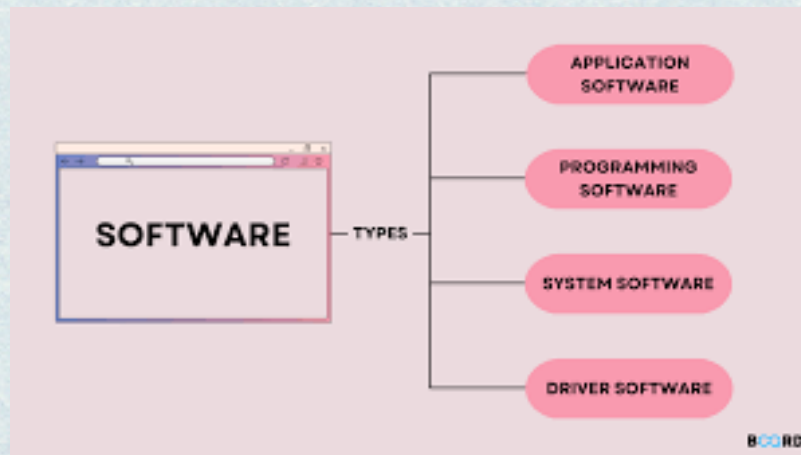 SOFTWARE
TYPES
APPLICATION
SOFTWARE
PROGRAMMING
SOFTWARE
SYSTEM SOFTWARE
DRIVER SOFTWARE